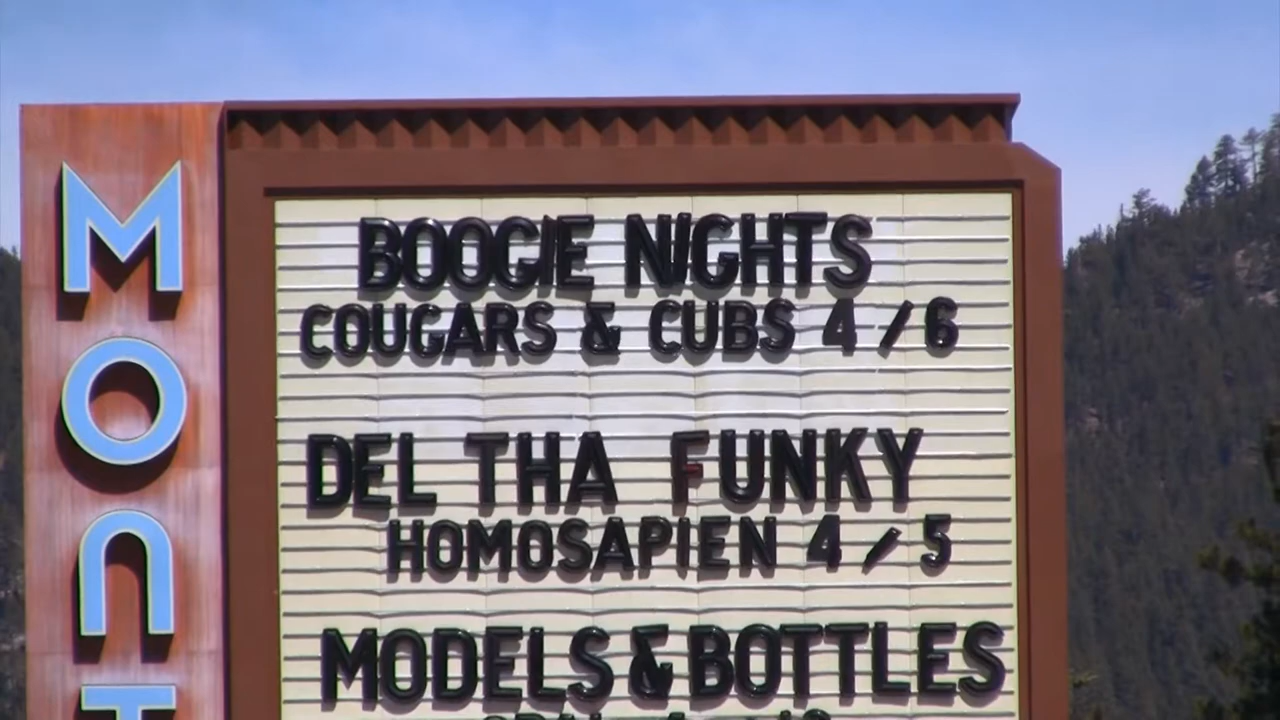 MONT
BOOGIE NIGHTS
COUGARS & CUBS 4/6
DEL THA FUNKY
HOMOSAPIEN 4/5
MODELS & BOTTLES